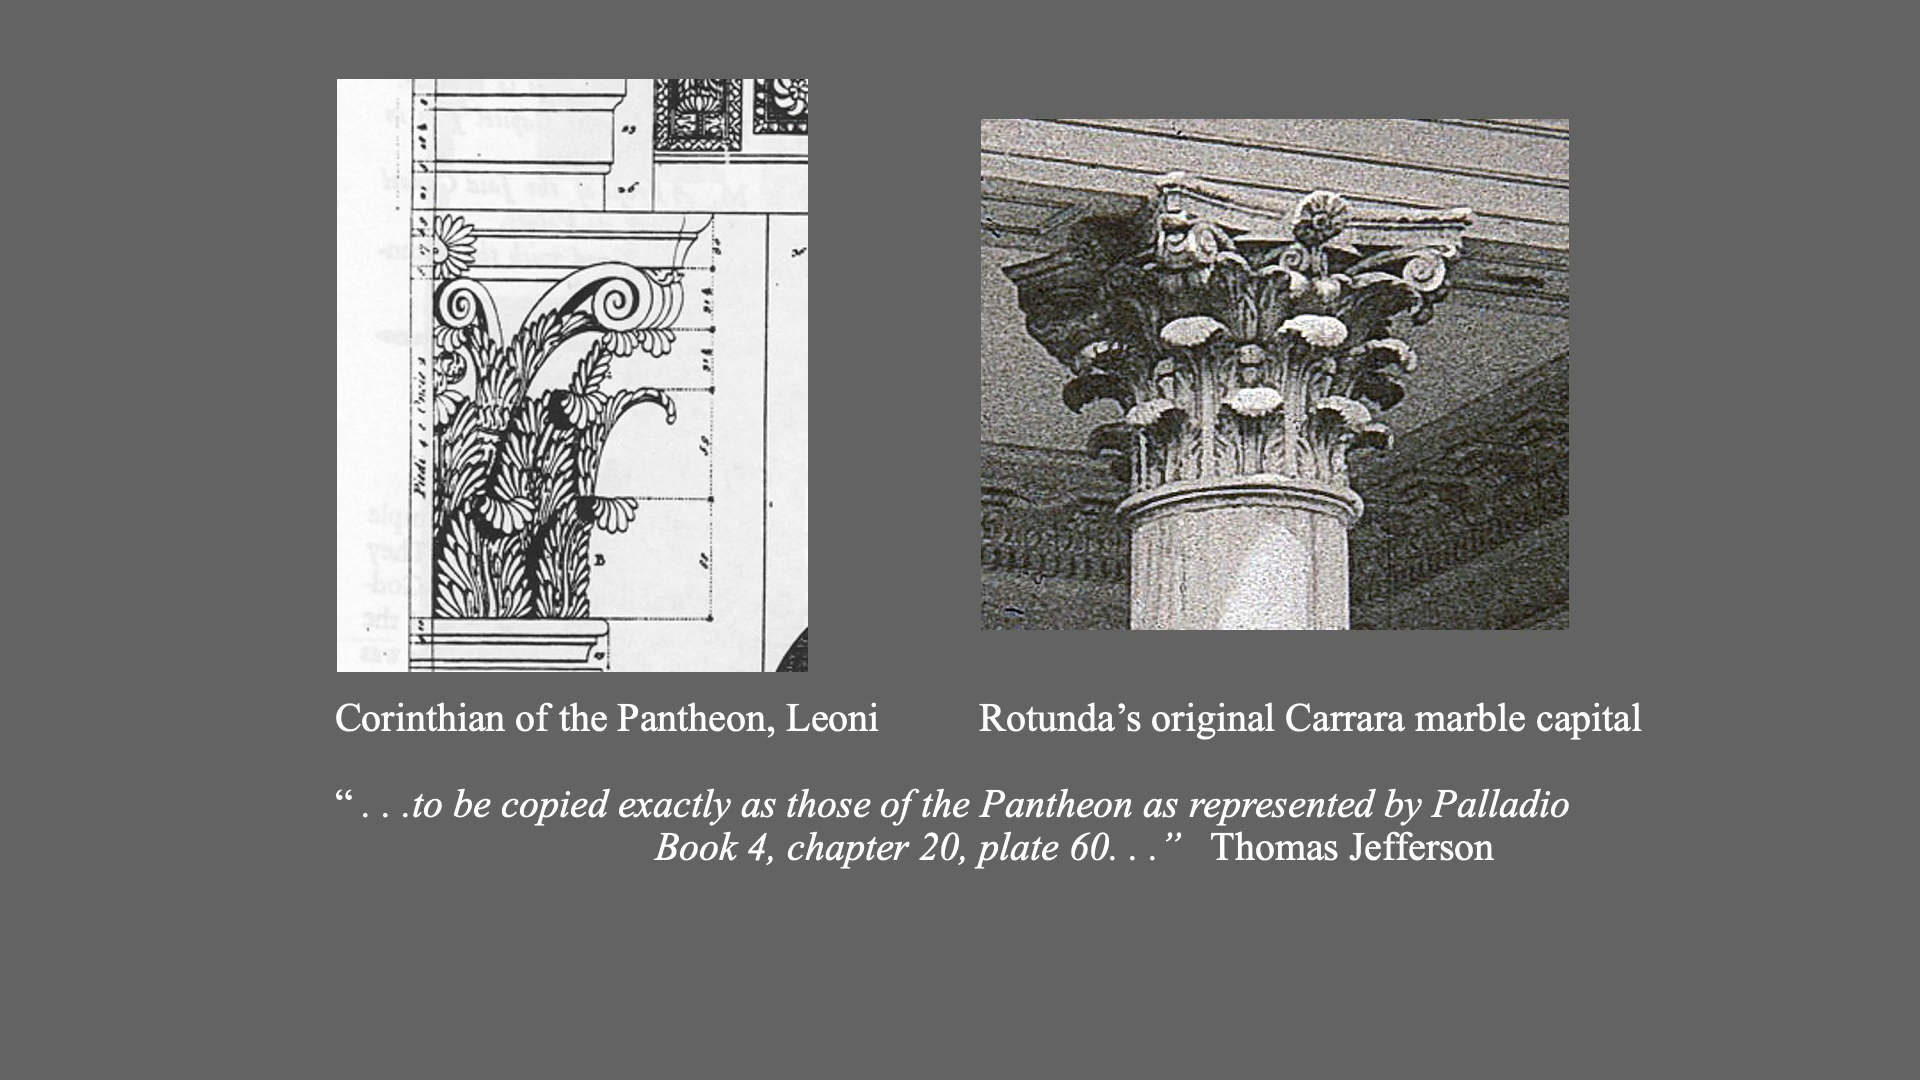 Corinthian of the Pantheon, Leoni
Rotunda’s original Carrara marble capital
“ . . .to be copied exactly as those of the Pantheon as represented by Palladio
Book 4, chapter 20, plate 60. . .” Thomas Jefferson
B